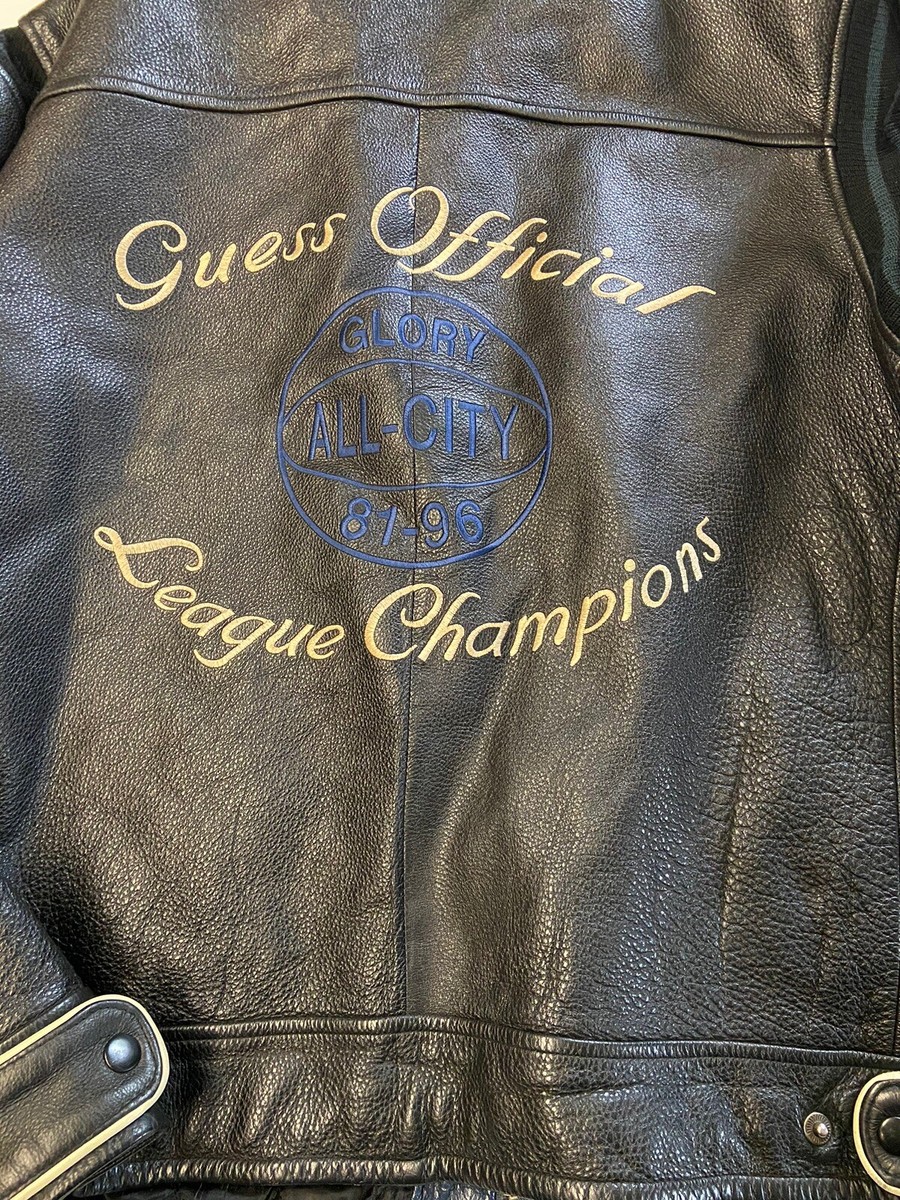 Guess Official
GLORY
ALL-CITY
81-96
League Champions